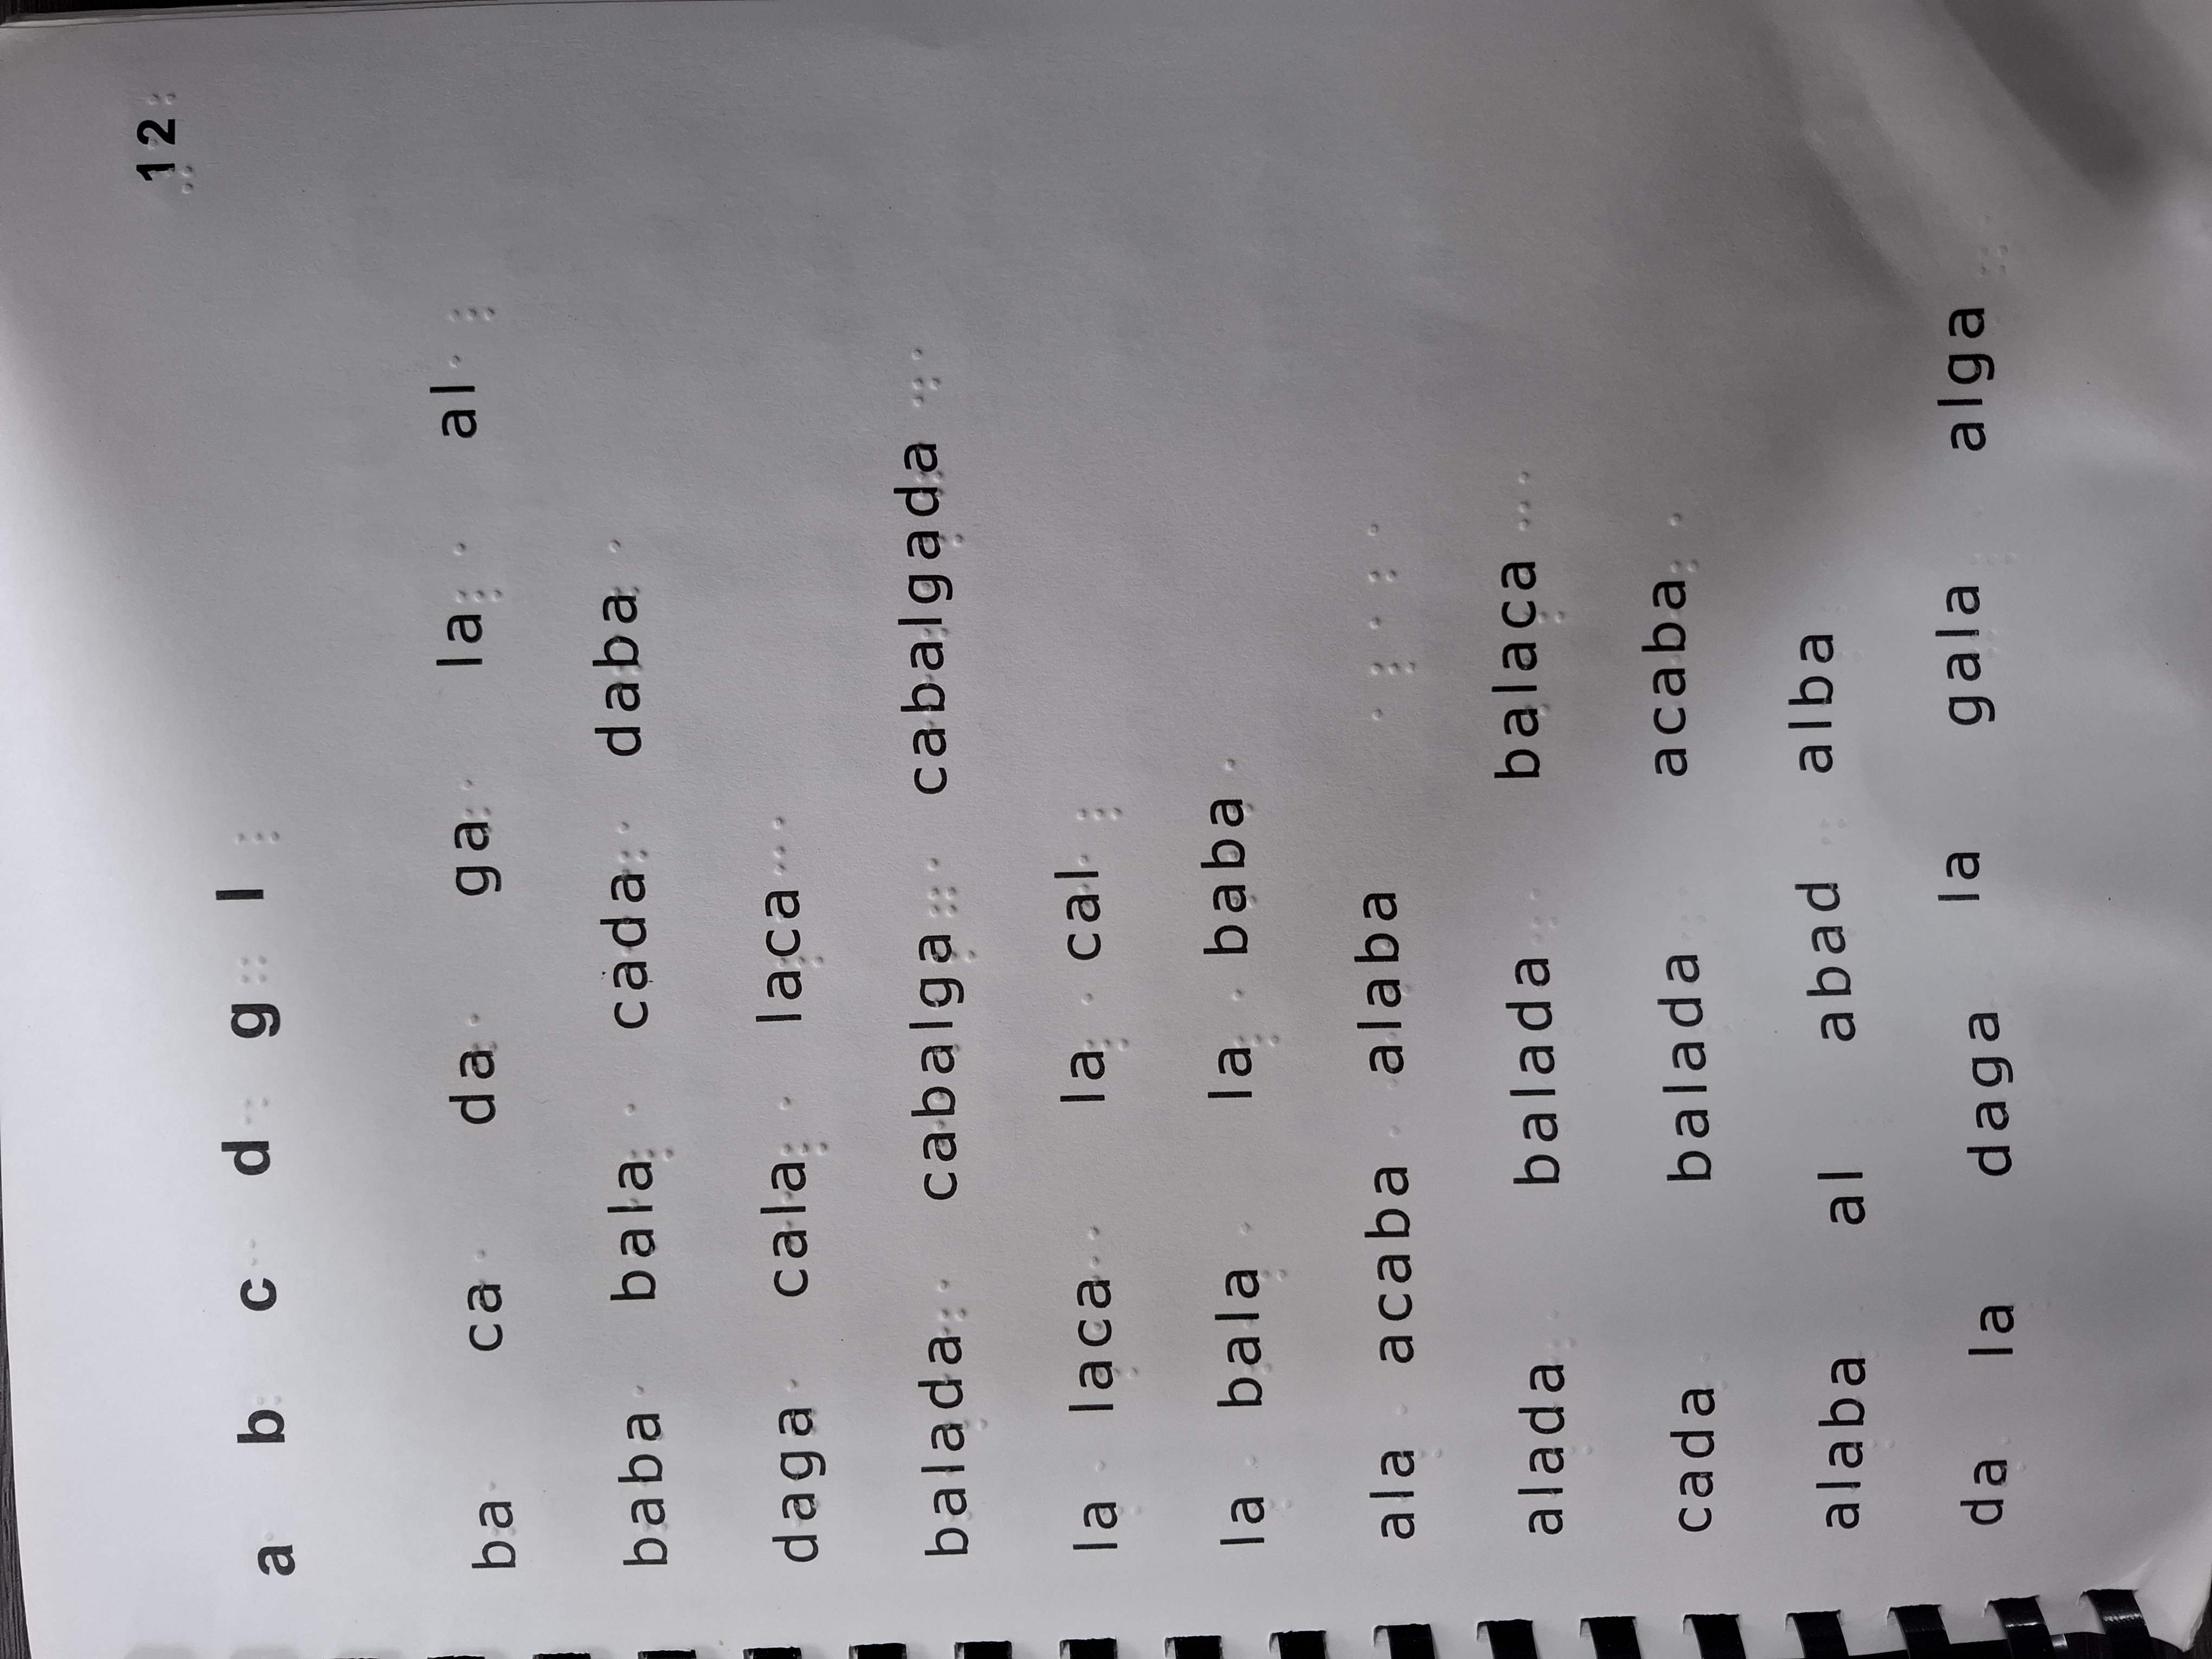 12
a b c d g l
ba ca da ga la al
baba bala cada daba
daga cala laca
balada cabalga cabalgada
la laca la cal
la bala la baba
ala acaba alaba
alada balada balaca
cada balada acaba
alaba al abad alba
da la daga la gala alga